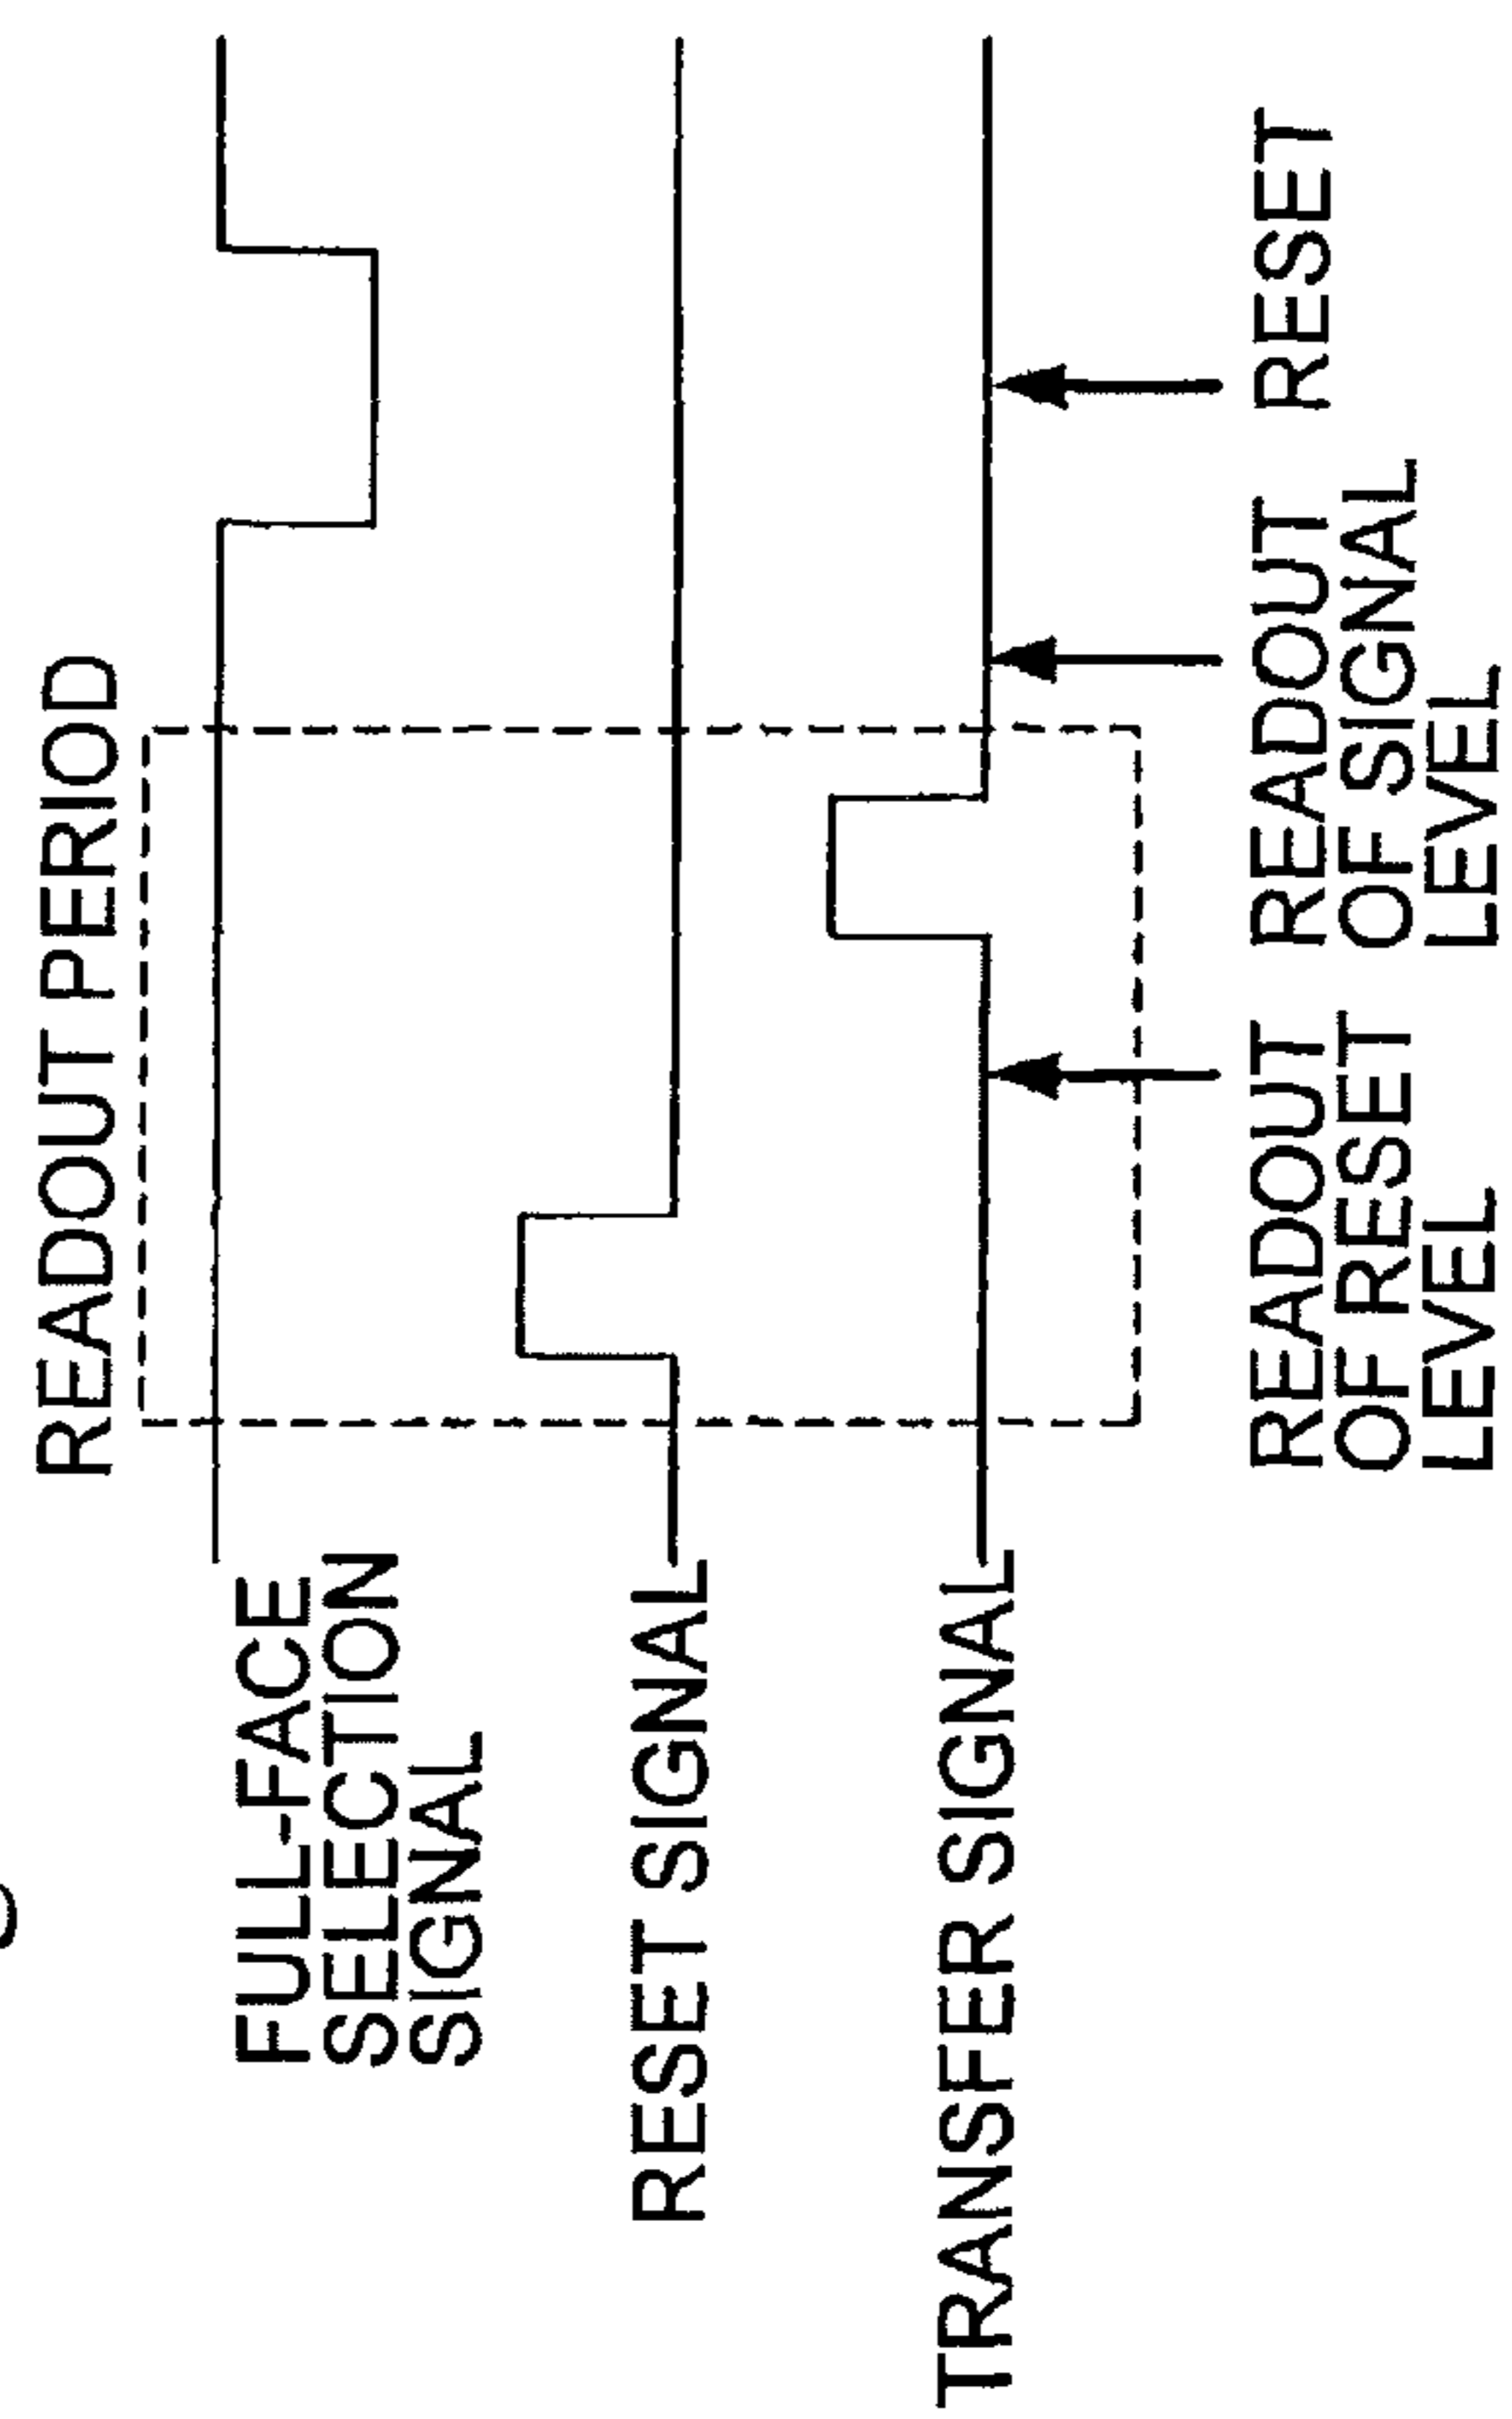 READOUT PERIOD
FULL-FACE
SELECTION
SIGNAL
RESET SIGNAL
TRANSFER SIGNAL
READOUT
OF RESET
LEVEL
READOUT
OF SIGNAL
LEVEL
RESET